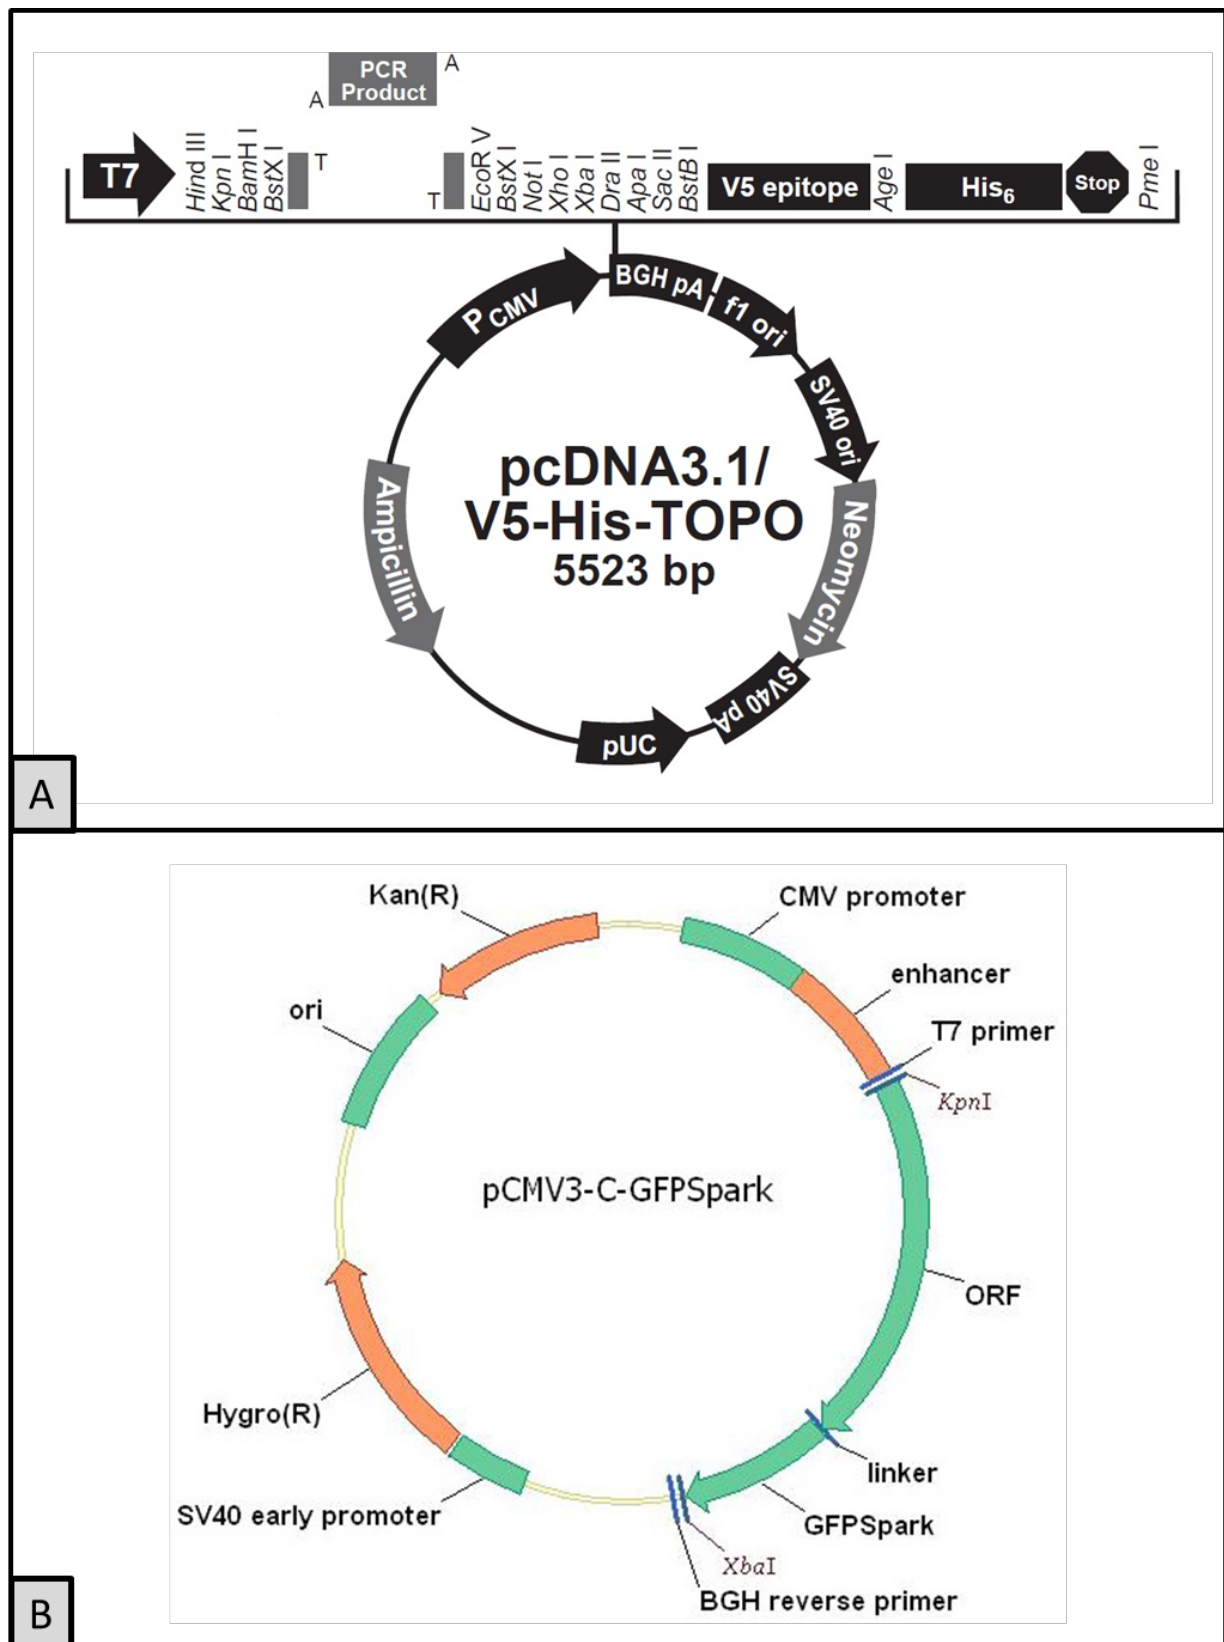 PCR
Product
A
A
T7
Hind III
Kpn I
BamH I
BstX I
T
T
EcoR V
BstX I
Not I
Xho I
Xba I
Dra II
Apa I
Sac II
BstB I
V5 epitope
Age I
His6
Stop
Pme I
PCMV
BGH pA
f1 ori
SV40 ori
Neomycin
SV40 pA
pUC
Ampicillin
pcDNA3.1/
V5-His-TOPO
5523 bp
A
Kan(R)
CMV promoter
enhancer
ori
T7 primer
KpnI
pCMV3-C-GFPSpark
ORF
Hygro(R)
linker
SV40 early promoter
GFPSpark
XbaI
BGH reverse primer
B